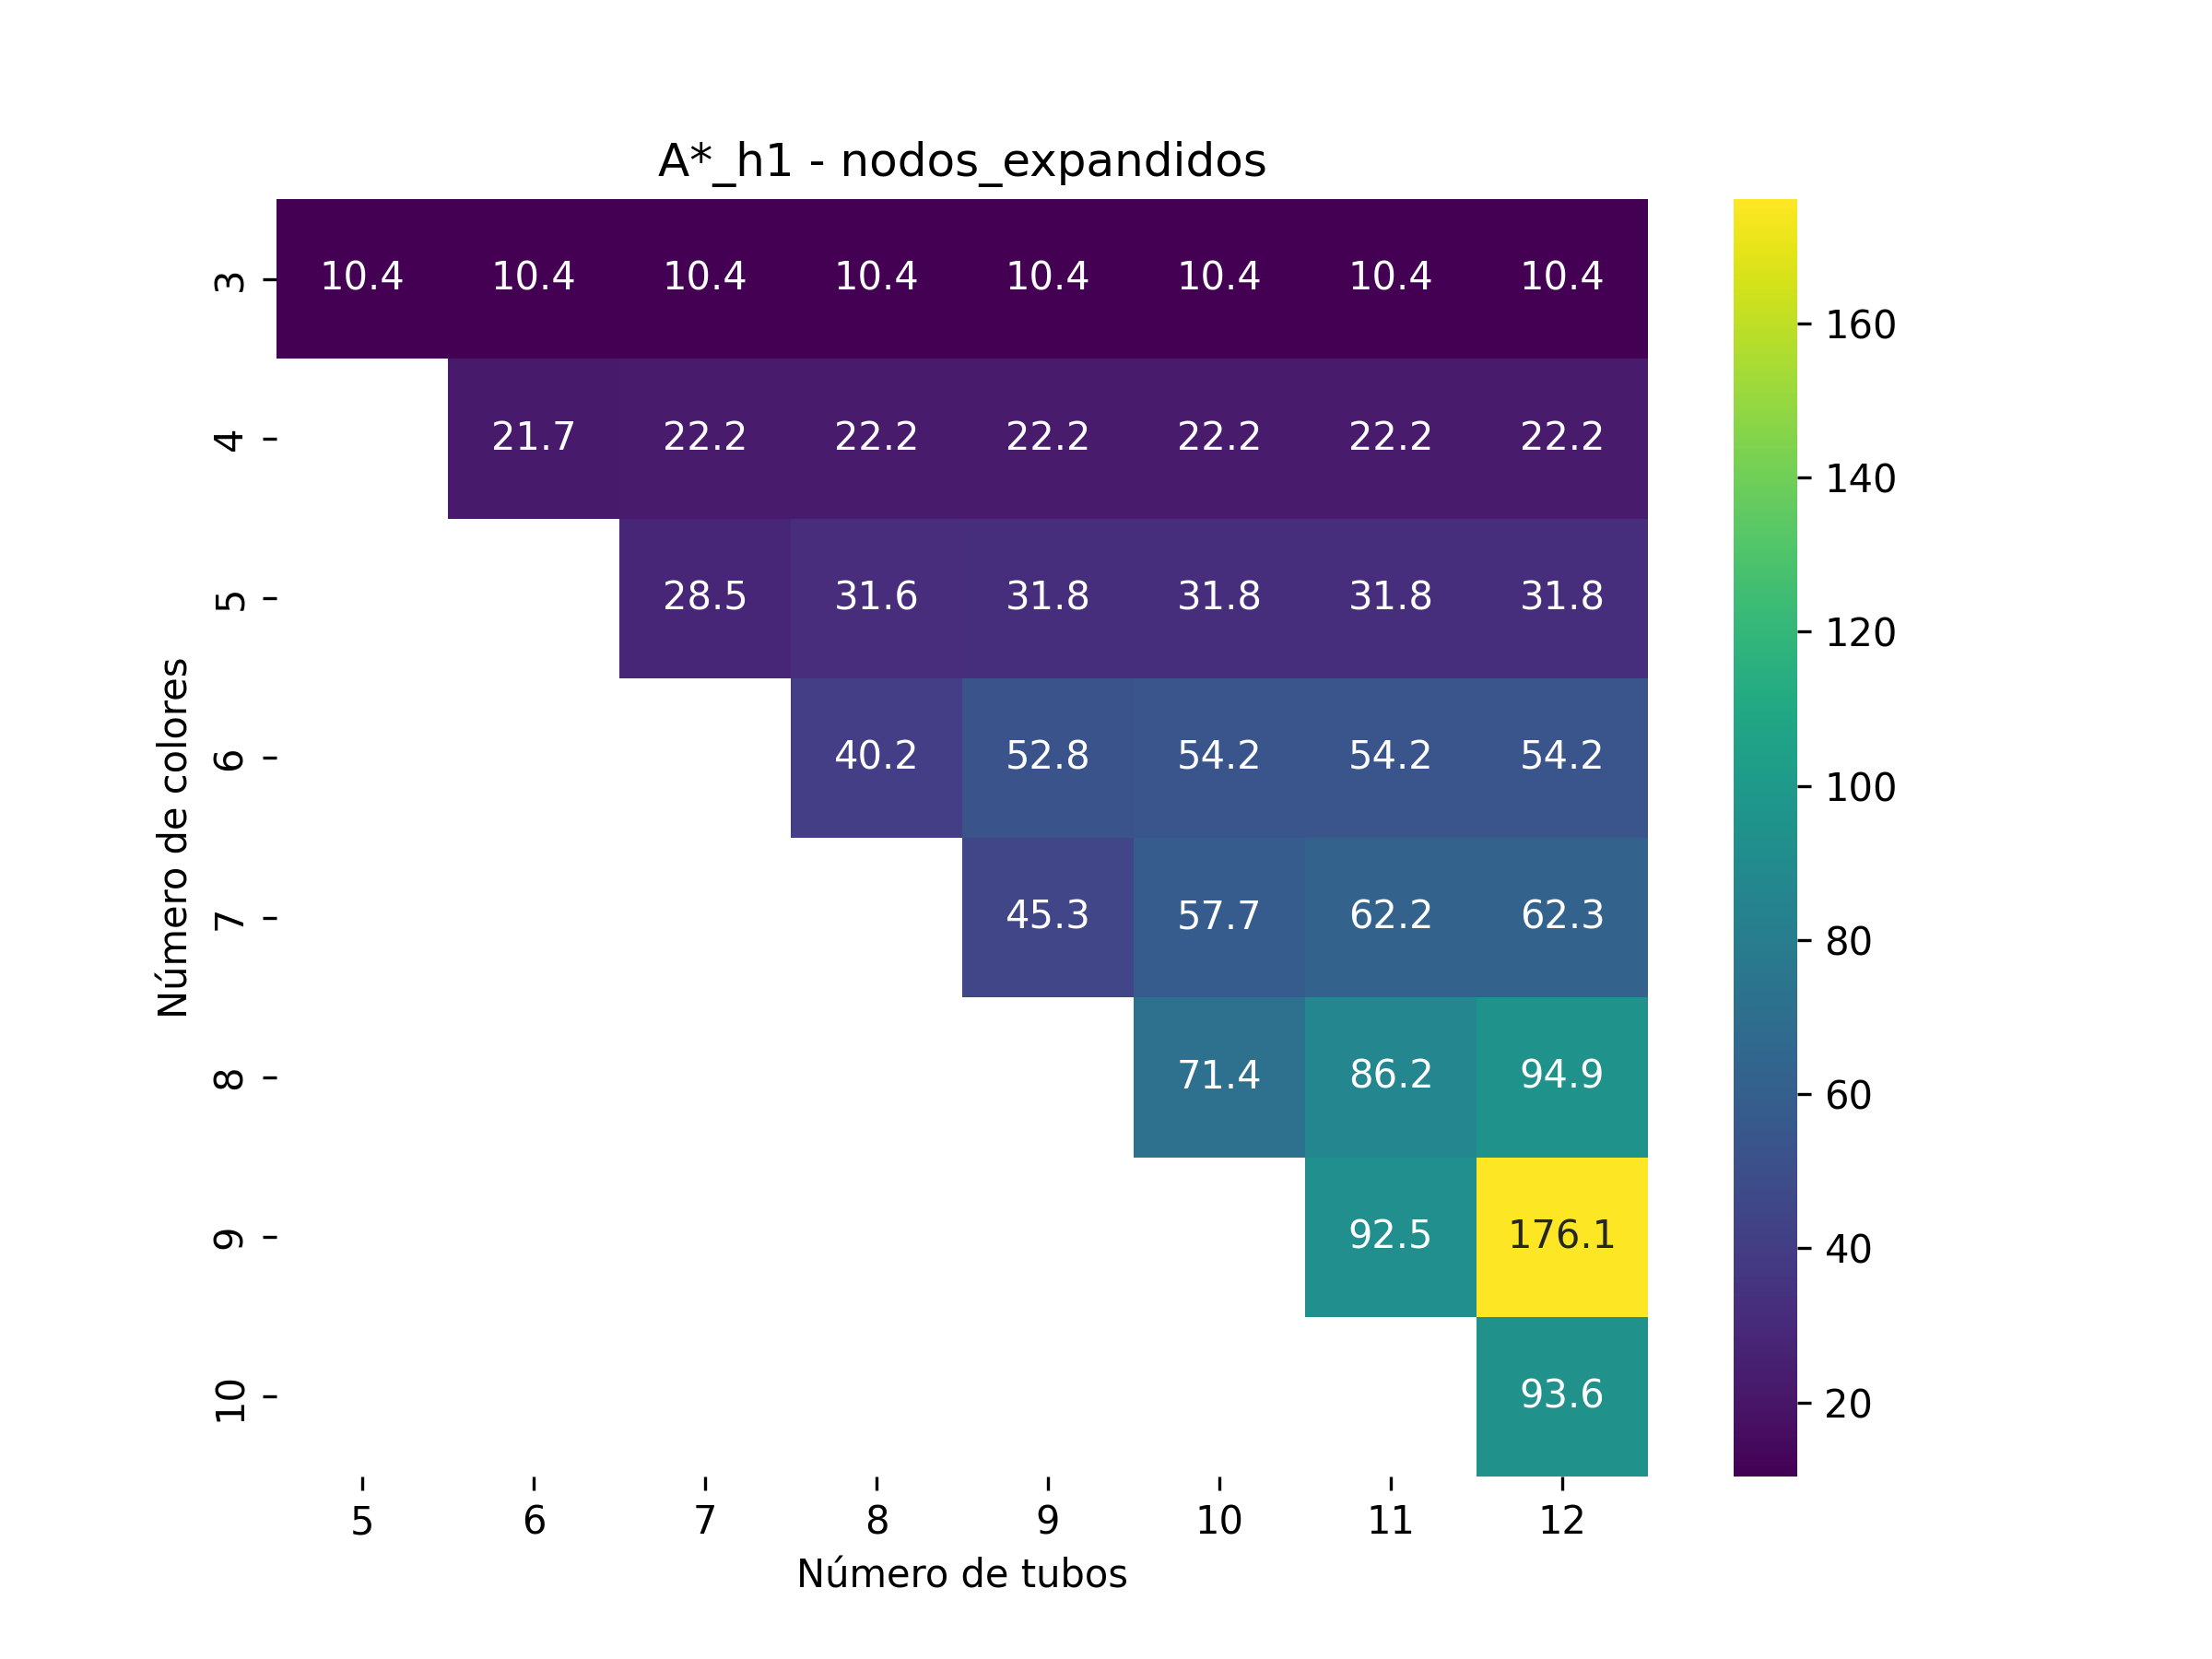 A*_h1 - nodos_expandidos
3 10.4 10.4 10.4 10.4 10.4 10.4 10.4 10.4
4 21.7 22.2 22.2 22.2 22.2 22.2 22.2
5 28.5 31.6 31.8 31.8 31.8 31.8
6 40.2 52.8 54.2 54.2 54.2
7 45.3 57.7 62.2 62.3
8 71.4 86.2 94.9
9 92.5 176.1
10 93.6
Número de colores
5 6 7 8 9 10 11 12
Número de tubos
160
140
120
100
80
60
40
20